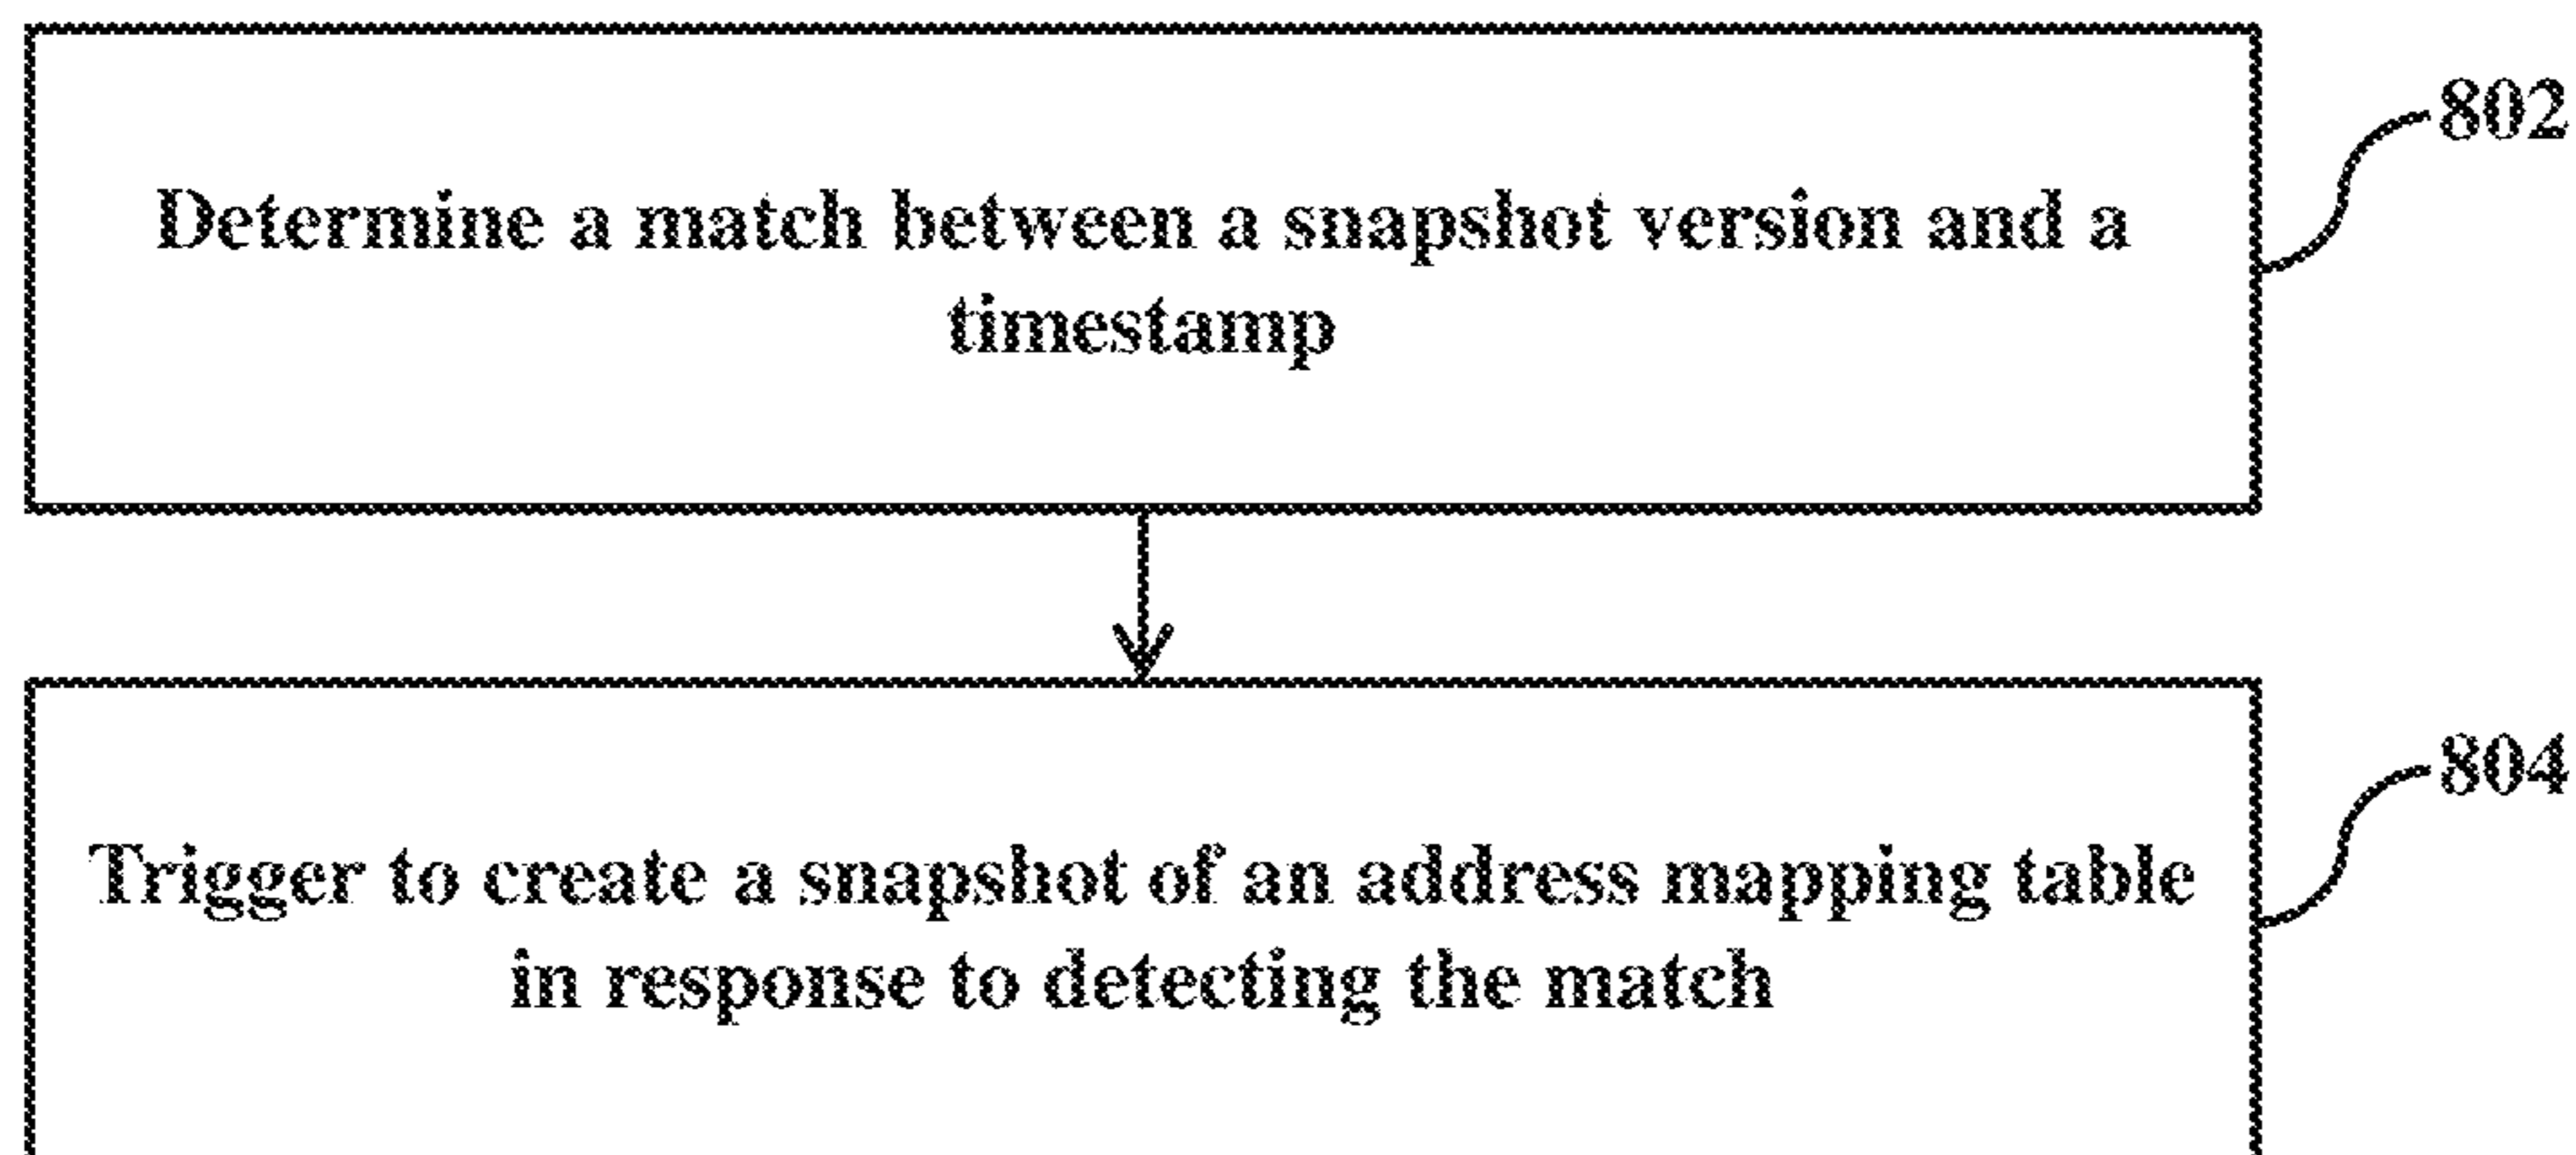 802
Determine a match between a snapshot version and a
timestamp
804
Trigger to create a snapshot of an address mapping table
in response to detecting the match